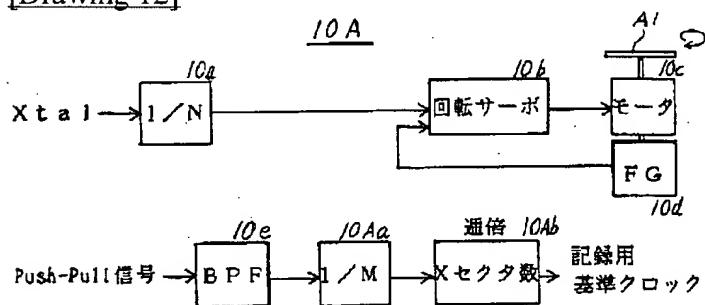 [Drawing 12]
10A
A1
10a
10b
10c
Xtal
1/N
回転サーボ
モータ
FG
10d
10e
10Aa
逓倍 10Ab
Push-Pull信号
BPF
1/M
Xセクタ数
記録用
基準クロック